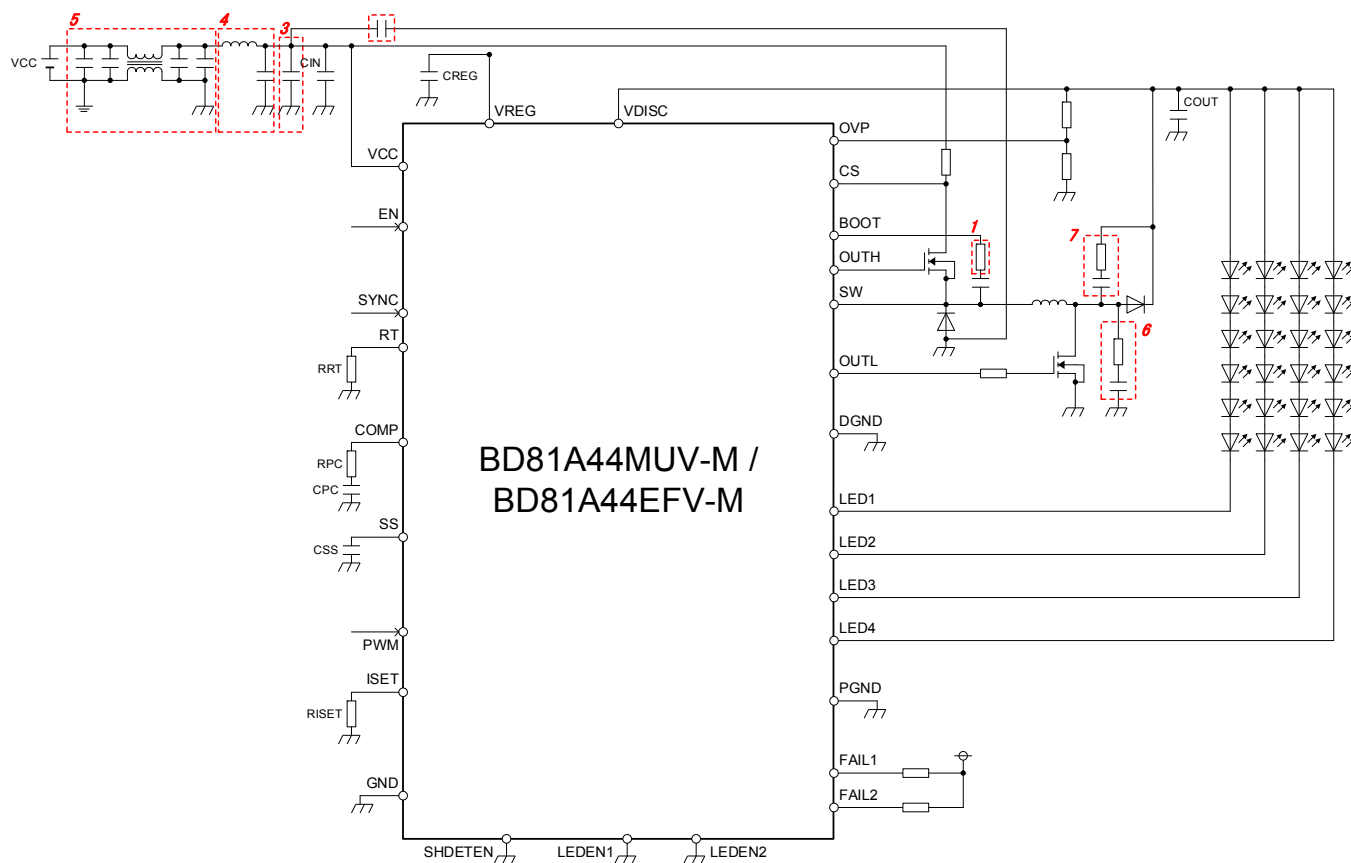 5
4
3
VCC
CIN
CREG
VREG
VDISC
COUT
VCC
OVP
CS
EN
BOOT
1
7
OUTH
SYNC
SW
RT
6
RRT
OUTL
COMP
DGND
RPC
CPC
BD81A44MUV-M /
BD81A44EFV-M
LED1
SS
CSS
LED2
LED3
LED4
PWM
ISET
PGND
RISET
FAIL1
GND
FAIL2
SHDETEN
LEDEN1
LEDEN2